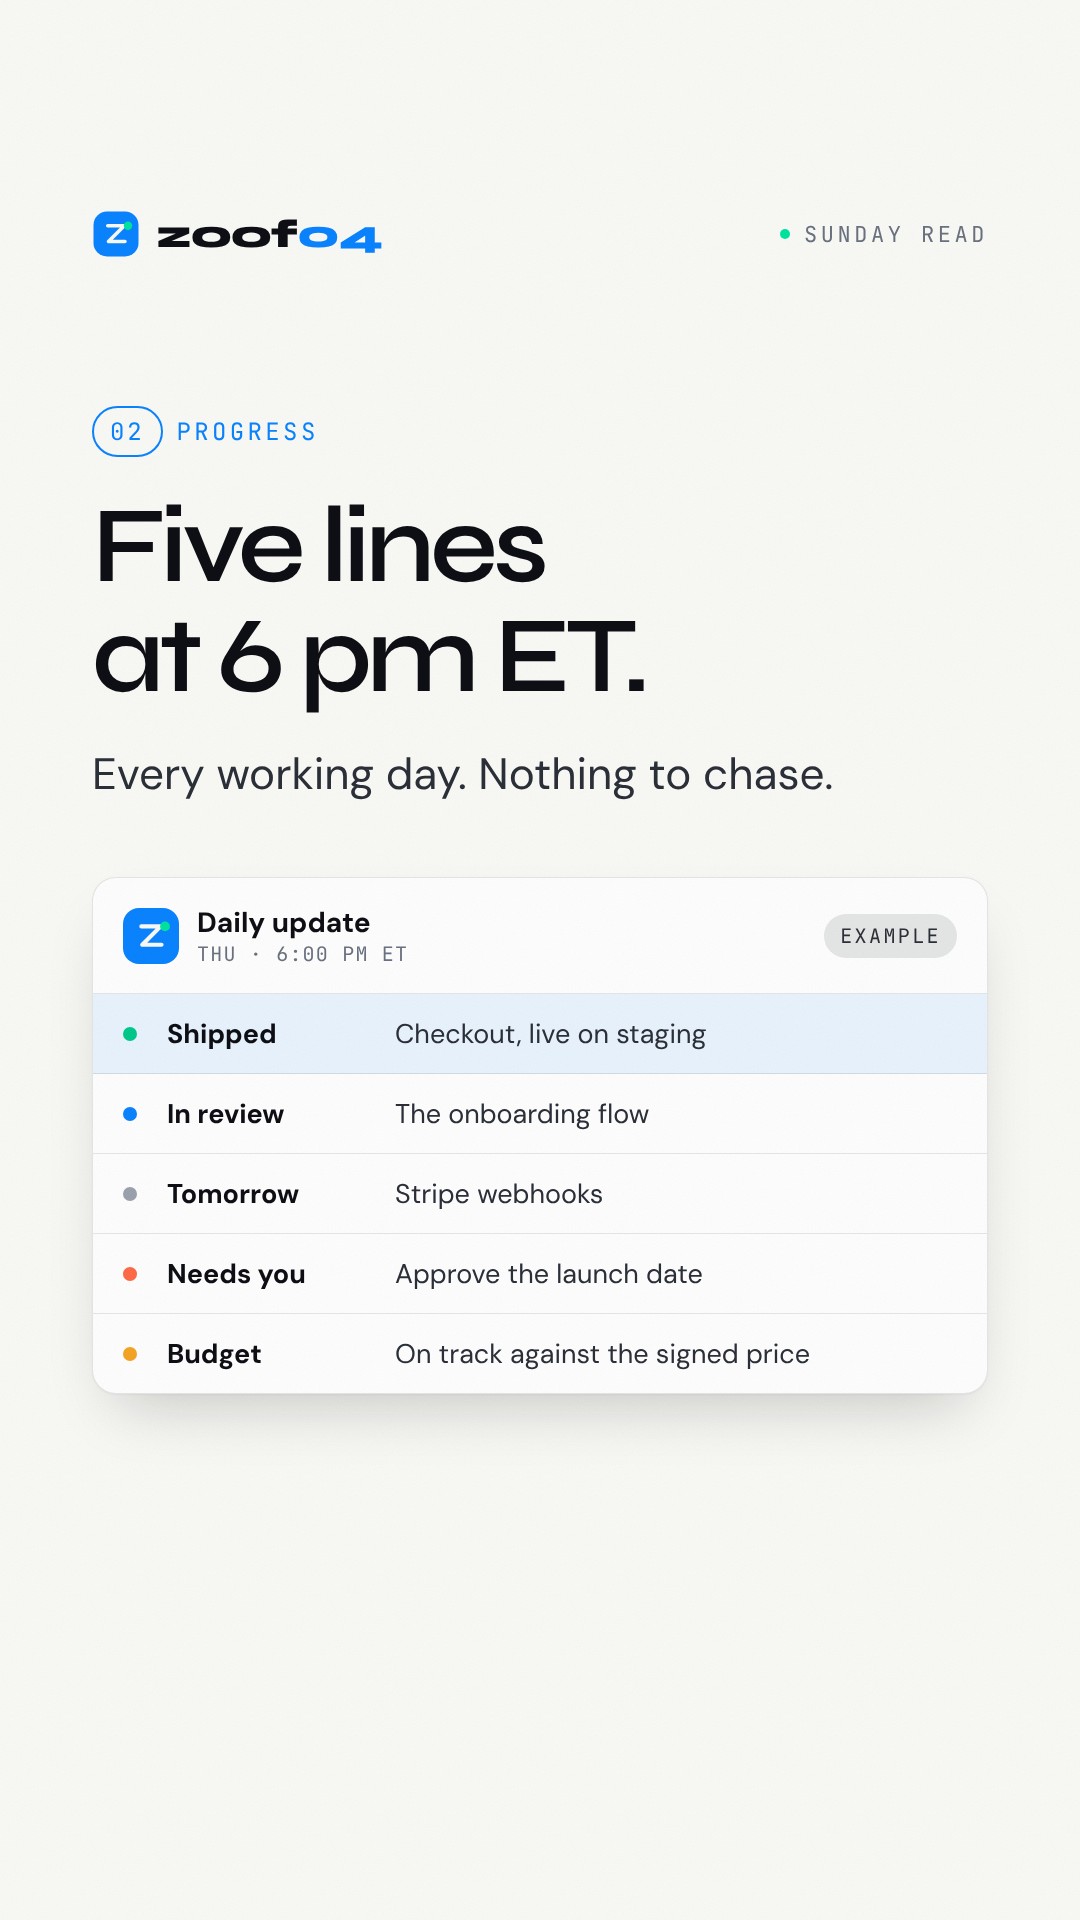 zoof04
SUNDAY READ
02 PROGRESS
Five lines
at 6 pm ET.
Every working day. Nothing to chase.
Daily update
THU · 6:00 PM ET
EXAMPLE
Shipped Checkout, live on staging
In review The onboarding flow
Tomorrow Stripe webhooks
Needs you Approve the launch date
Budget On track against the signed price